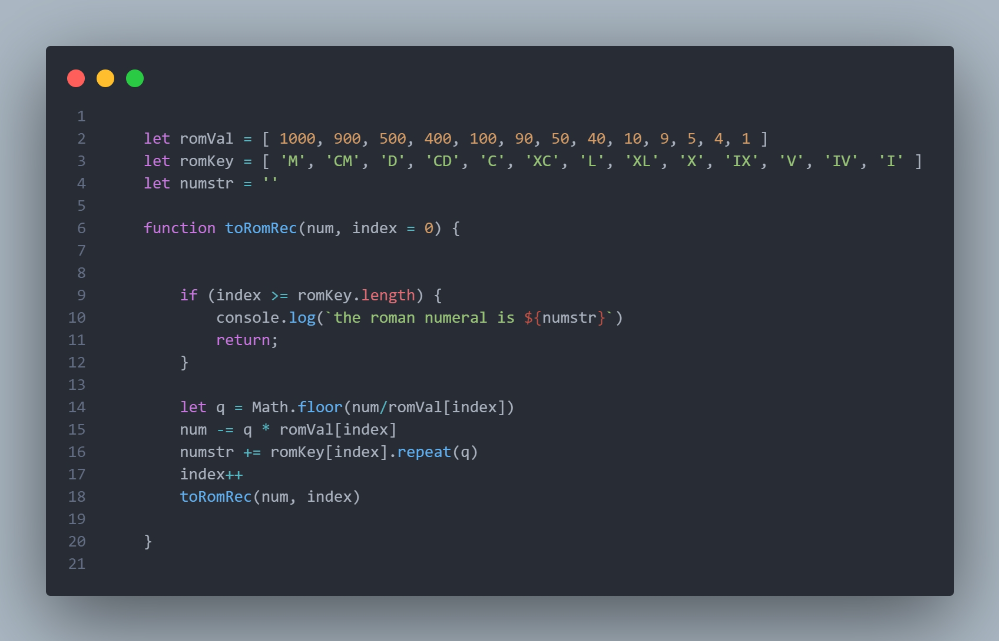 1
2 let romVal = [ 1000, 900, 500, 400, 100, 90, 50, 40, 10, 9, 5, 4, 1 ]
3 let romKey = [ 'M', 'CM', 'D', 'CD', 'C', 'XC', 'L', 'XL', 'X', 'IX', 'V', 'IV', 'I' ]
4 let numstr = ''
5
6 function toRomRec(num, index = 0) {
7
8
9     if (index >= romKey.length) {
10         console.log(`the roman numeral is ${numstr}`)
11         return;
12     }
13
14     let q = Math.floor(num/romVal[index])
15     num -= q * romVal[index]
16     numstr += romKey[index].repeat(q)
17     index++
18     toRomRec(num, index)
19
20 }
21